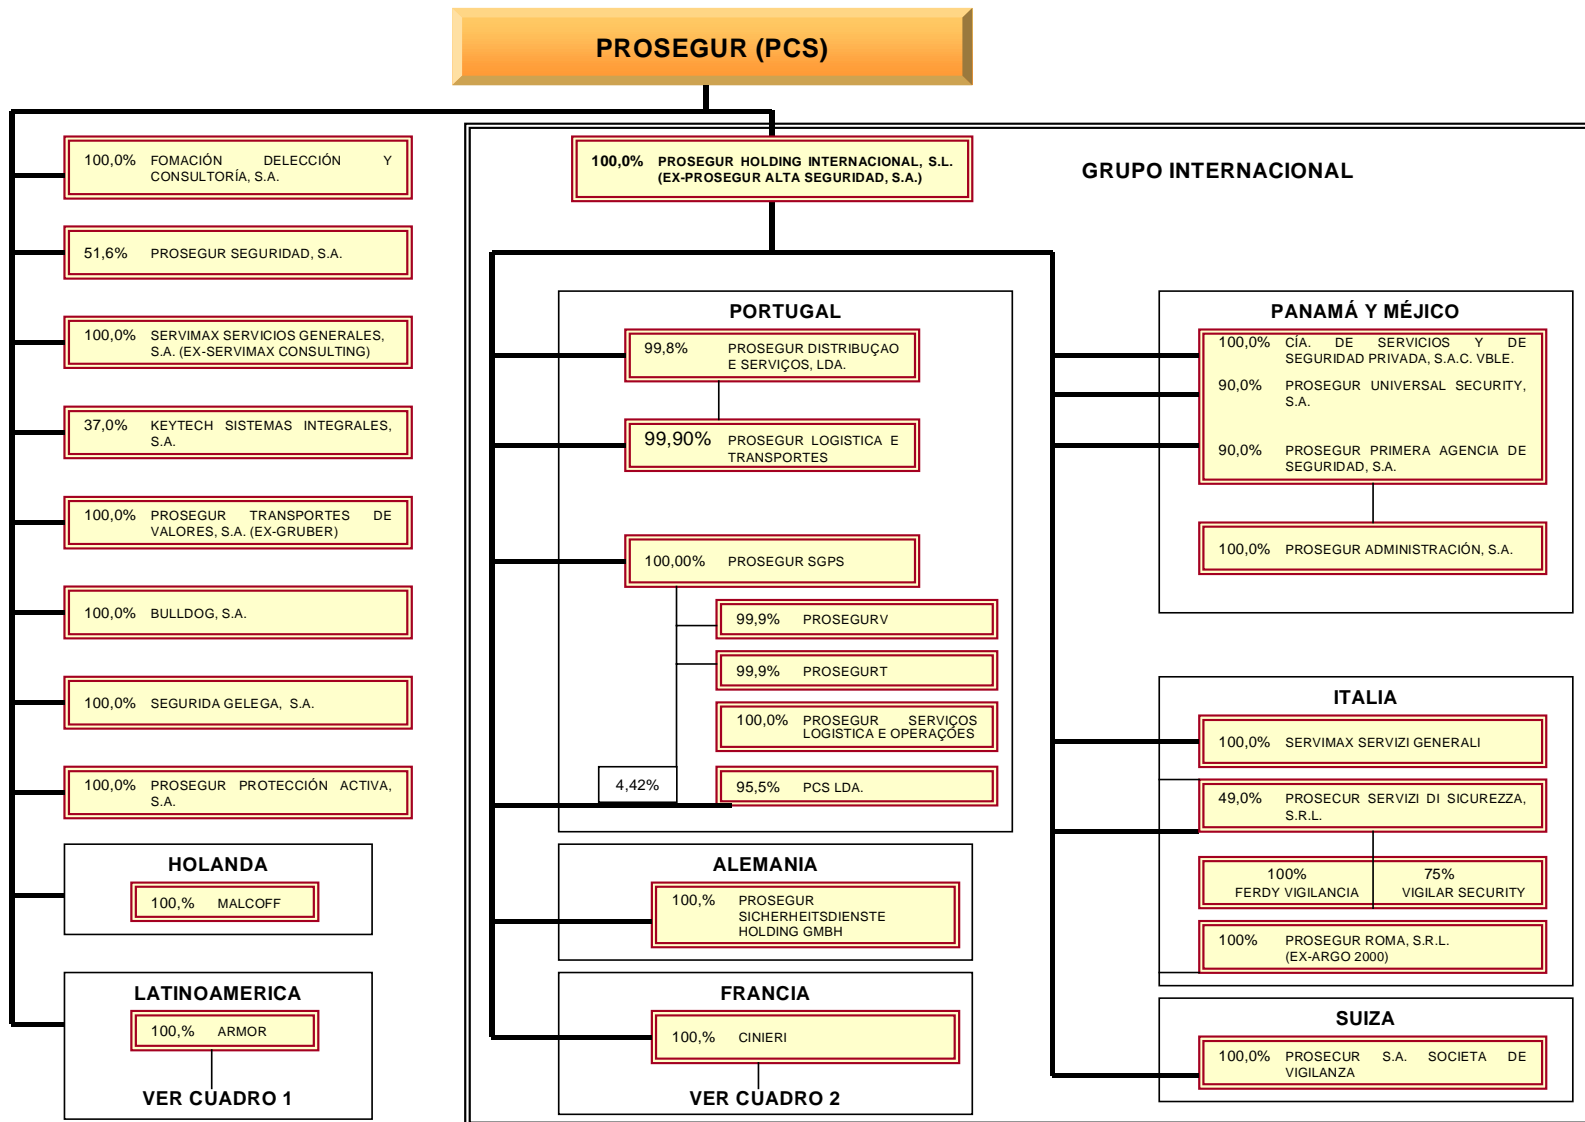 PROSEGUR (PCS)
100,0% FOMACIÓN DELECCIÓN Y
CONSULTORÍA, S.A.
51,6% PROSEGUR SEGURIDAD, S.A.
100,0% SERVIMAX SERVICIOS GENERALES,
S.A. (EX-SERVIMAX CONSULTING)
37,0% KEYTECH SISTEMAS INTEGRALES,
S.A.
100,0% PROSEGUR TRANSPORTES DE
VALORES, S.A. (EX-GRUBER)
100,0% BULLDOG, S.A.
100,0% SEGURIDA GELEGA, S.A.
100,0% PROSEGUR PROTECCIÓN ACTIVA,
S.A.
HOLANDA
100,% MALCOFF
LATINOAMERICA
100,% ARMOR
VER CUADRO 1
100,0% PROSEGUR HOLDING INTERNACIONAL, S.L.
(EX-PROSEGUR ALTA SEGURIDAD, S.A.)
GRUPO INTERNACIONAL
PORTUGAL
99,8% PROSEGUR DISTRIBUÇAO
E SERVIÇOS, LDA.
99,90% PROSEGUR LOGISTICA E
TRANSPORTES
100,00% PROSEGUR SGPS
99,9% PROSEGURV
99,9% PROSEGURT
100,0% PROSEGUR SERVIÇOS
LOGISTICA E OPERAÇOES
4,42%
95,5% PCS LDA.
ALEMANIA
100,% PROSEGUR
SICHERHEITSDIENSTE
HOLDING GMBH
FRANCIA
100,% CINIERI
VER CUADRO 2
PANAMÁ Y MÉJICO
100,0% CÍA. DE SERVICIOS Y DE
SEGURIDAD PRIVADA, S.A.C. VBLE.
90,0% PROSEGUR UNIVERSAL SECURITY,
S.A.
90,0% PROSEGUR PRIMERA AGENCIA DE
SEGURIDAD, S.A.
100,0% PROSEGUR ADMINISTRACIÓN, S.A.
ITALIA
100,0% SERVIMAX SERVIZI GENERALI
49,0% PROSECUR SERVIZI DI SICUREZZA,
S.R.L.
100% 75%
FERDY VIGILANCIA VIGILAR SECURITY
100% PROSEGUR ROMA, S.R.L.
(EX-ARGO 2000)
SUIZA
100,0% PROSECUR S.A. SOCIETA DE
VIGILANZA